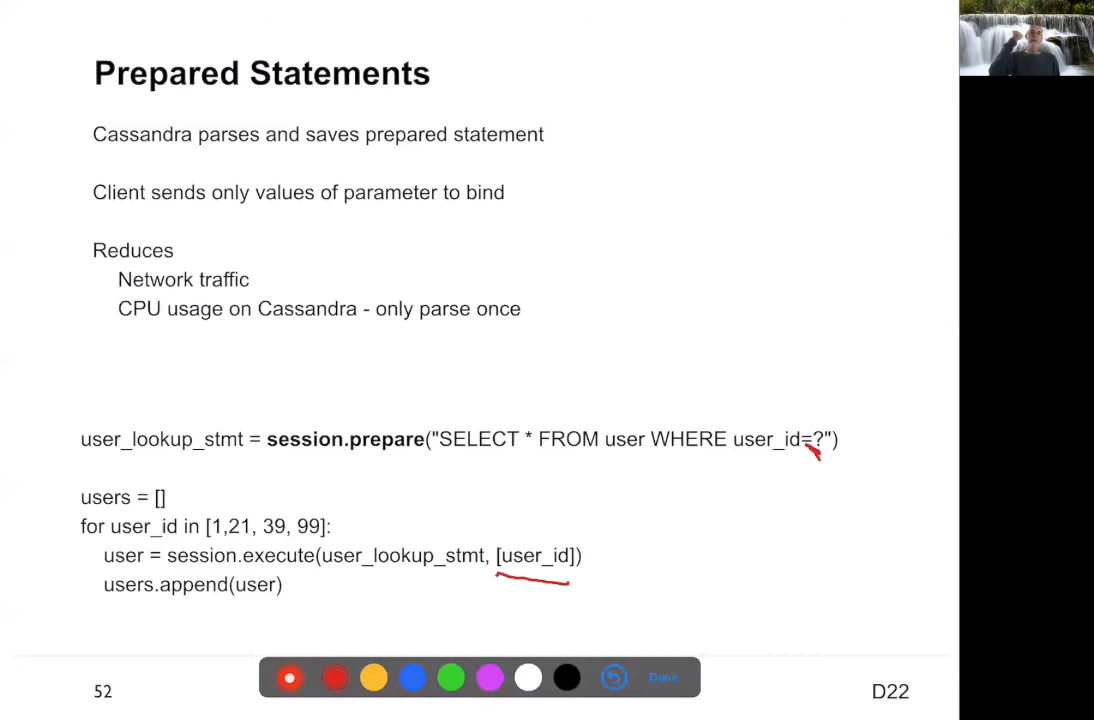 Prepared Statements
Cassandra parses and saves prepared statement
Client sends only values of parameter to bind
Reduces
Network traffic
CPU usage on Cassandra - only parse once
user_lookup_stmt = session.prepare("SELECT * FROM user WHERE user_id=?")
users = []
for user_id in [1,21, 39, 99]:
user = session.execute(user_lookup_stmt, [user_id])
users.append(user)
Done
52
D22